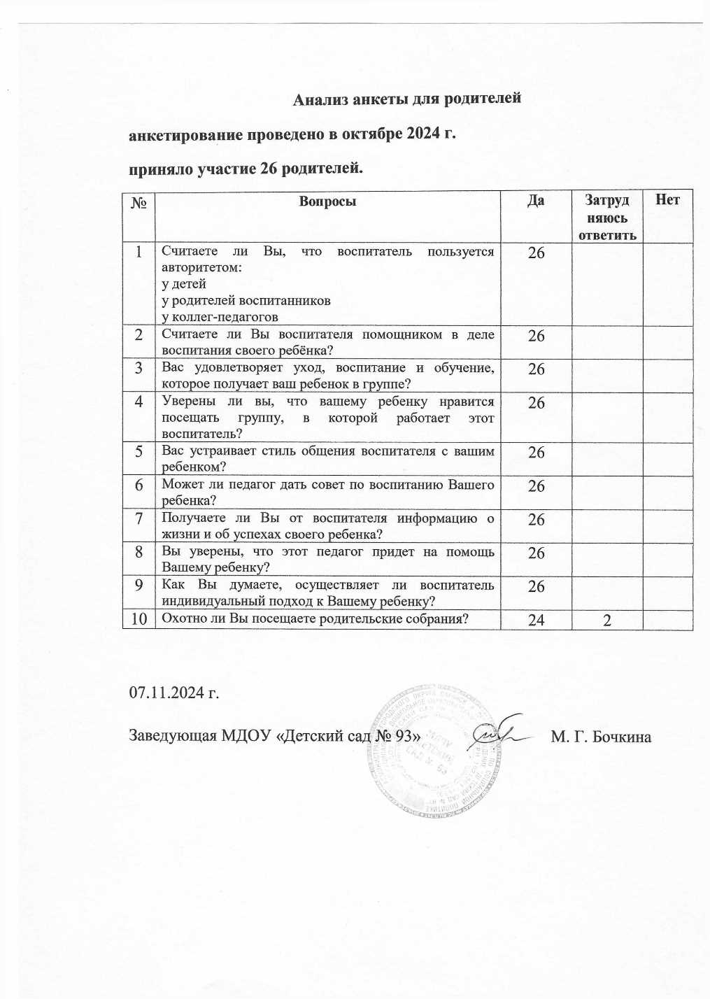 Анализ анкеты для родителей
анкетирование проведено в октябре 2024 г.
приняло участие 26 родителей.
№ Вопросы Да Затруд Нет
няюсь
ответить
1 Считаете ли Вы, что воспитатель пользуется 26
авторитетом:
у детей
у родителей воспитанников
у коллег-педагогов
2 Считаете ли Вы воспитателя помощником в деле 26
воспитания своего ребёнка?
3 Вас удовлетворяет уход, воспитание и обучение, 26
которое получает ваш ребенок в группе?
4 Уверены ли вы, что вашему ребенку нравится 26
посещать группу, в которой работает этот
воспитатель?
5 Вас устраивает стиль общения воспитателя с вашим 26
ребенком?
6 Может ли педагог дать совет по воспитанию Вашего 26
ребенка?
7 Получаете ли Вы от воспитателя информацию о 26
жизни и об успехах своего ребенка?
8 Вы уверены, что этот педагог придет на помощь 26
Вашему ребенку?
9 Как Вы думаете, осуществляет ли воспитатель 26
индивидуальный подход к Вашему ребенку?
10 Охотно ли Вы посещаете родительские собрания? 24 2
07.11.2024 г.
Заведующая МДОУ «Детский сад № 93» М. Г. Бочкина